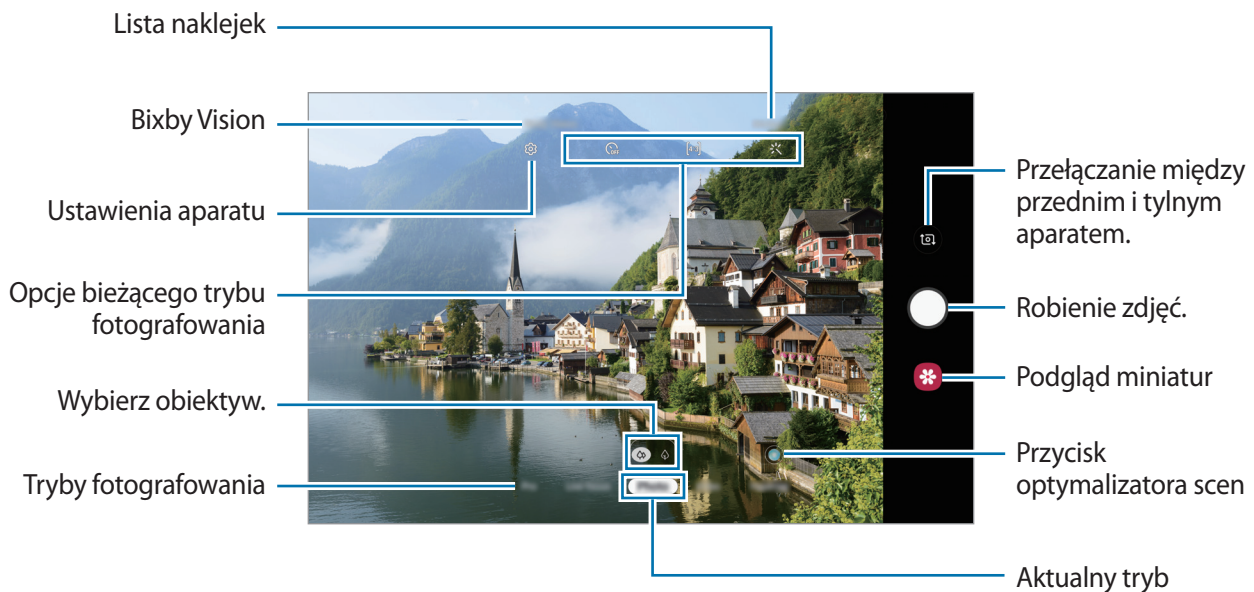 Lista naklejek
Bixby Vision
Ustawienia aparatu
Opcje bieżącego trybu
fotografowania
Wybierz obiektyw.
Tryby fotografowania
Przełączanie między
przednim i tylnym
aparatem.
Robienie zdjęć.
Podgląd miniatur
Przycisk
optymalizatora scen
Aktualny tryb